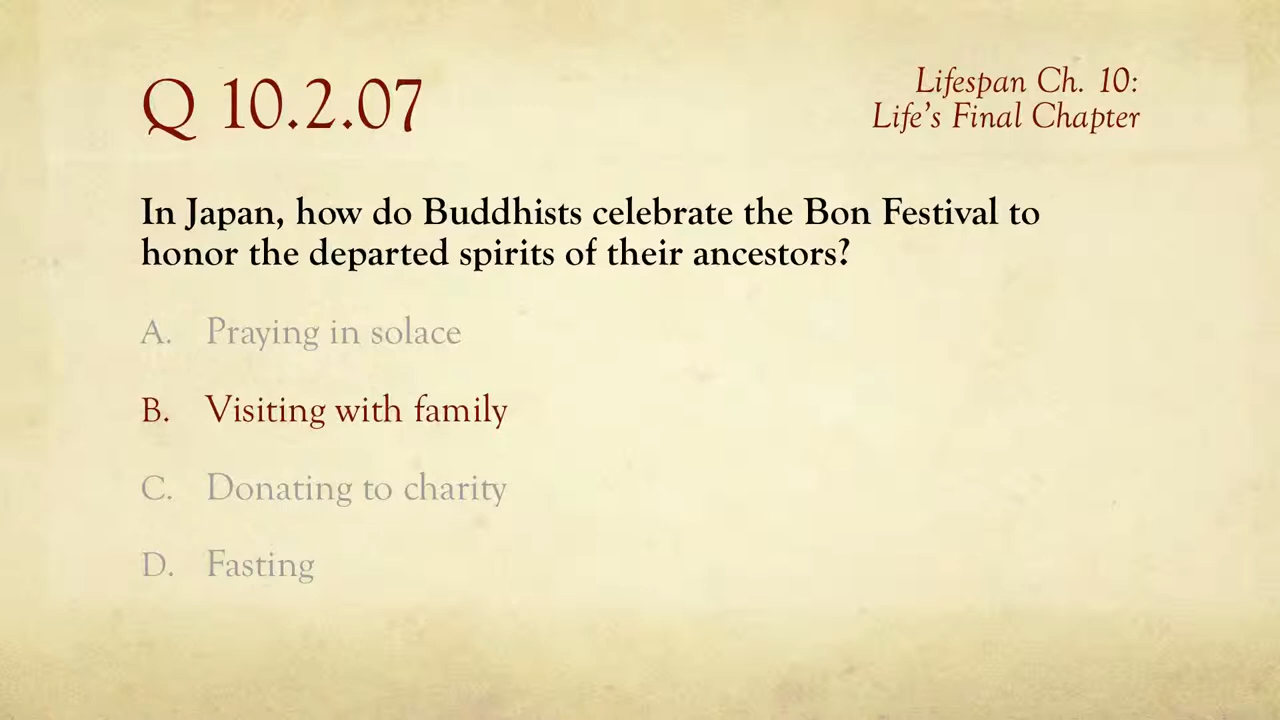 Q 10.2.07
Lifespan Ch. 10:
Life's Final Chapter
In Japan, how do Buddhists celebrate the Bon Festival to
honor the departed spirits of their ancestors?
A. Praying in solace
B. Visiting with family
C. Donating to charity
D. Fasting